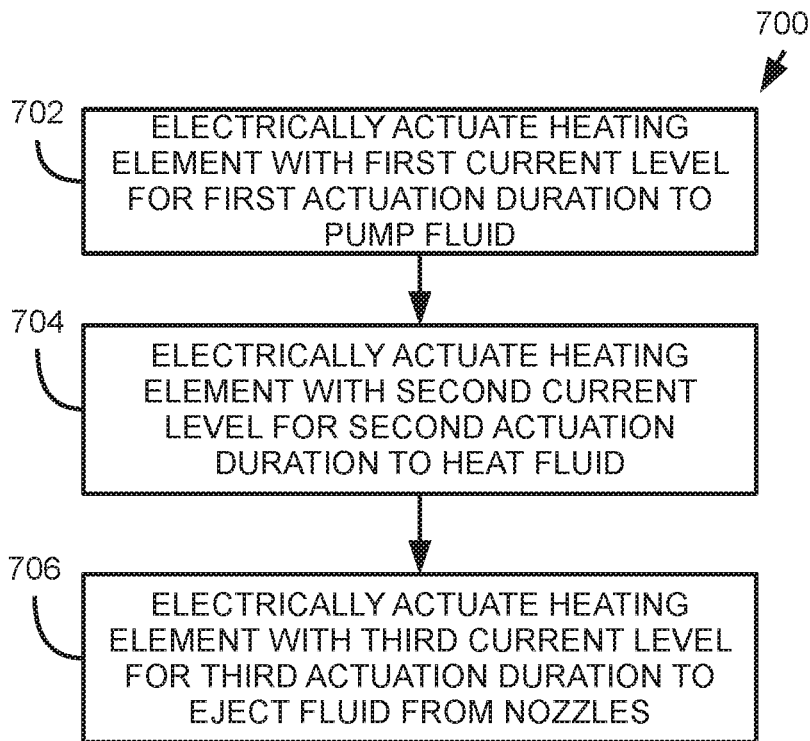 700
702
ELECTRICALLY ACTUATE HEATING
ELEMENT WITH FIRST CURRENT LEVEL
FOR FIRST ACTUATION DURATION TO
PUMP FLUID
704
ELECTRICALLY ACTUATE HEATING
ELEMENT WITH SECOND CURRENT
LEVEL FOR SECOND ACTUATION
DURATION TO HEAT FLUID
706
ELECTRICALLY ACTUATE HEATING
ELEMENT WITH THIRD CURRENT LEVEL
FOR THIRD ACTUATION DURATION TO
EJECT FLUID FROM NOZZLES